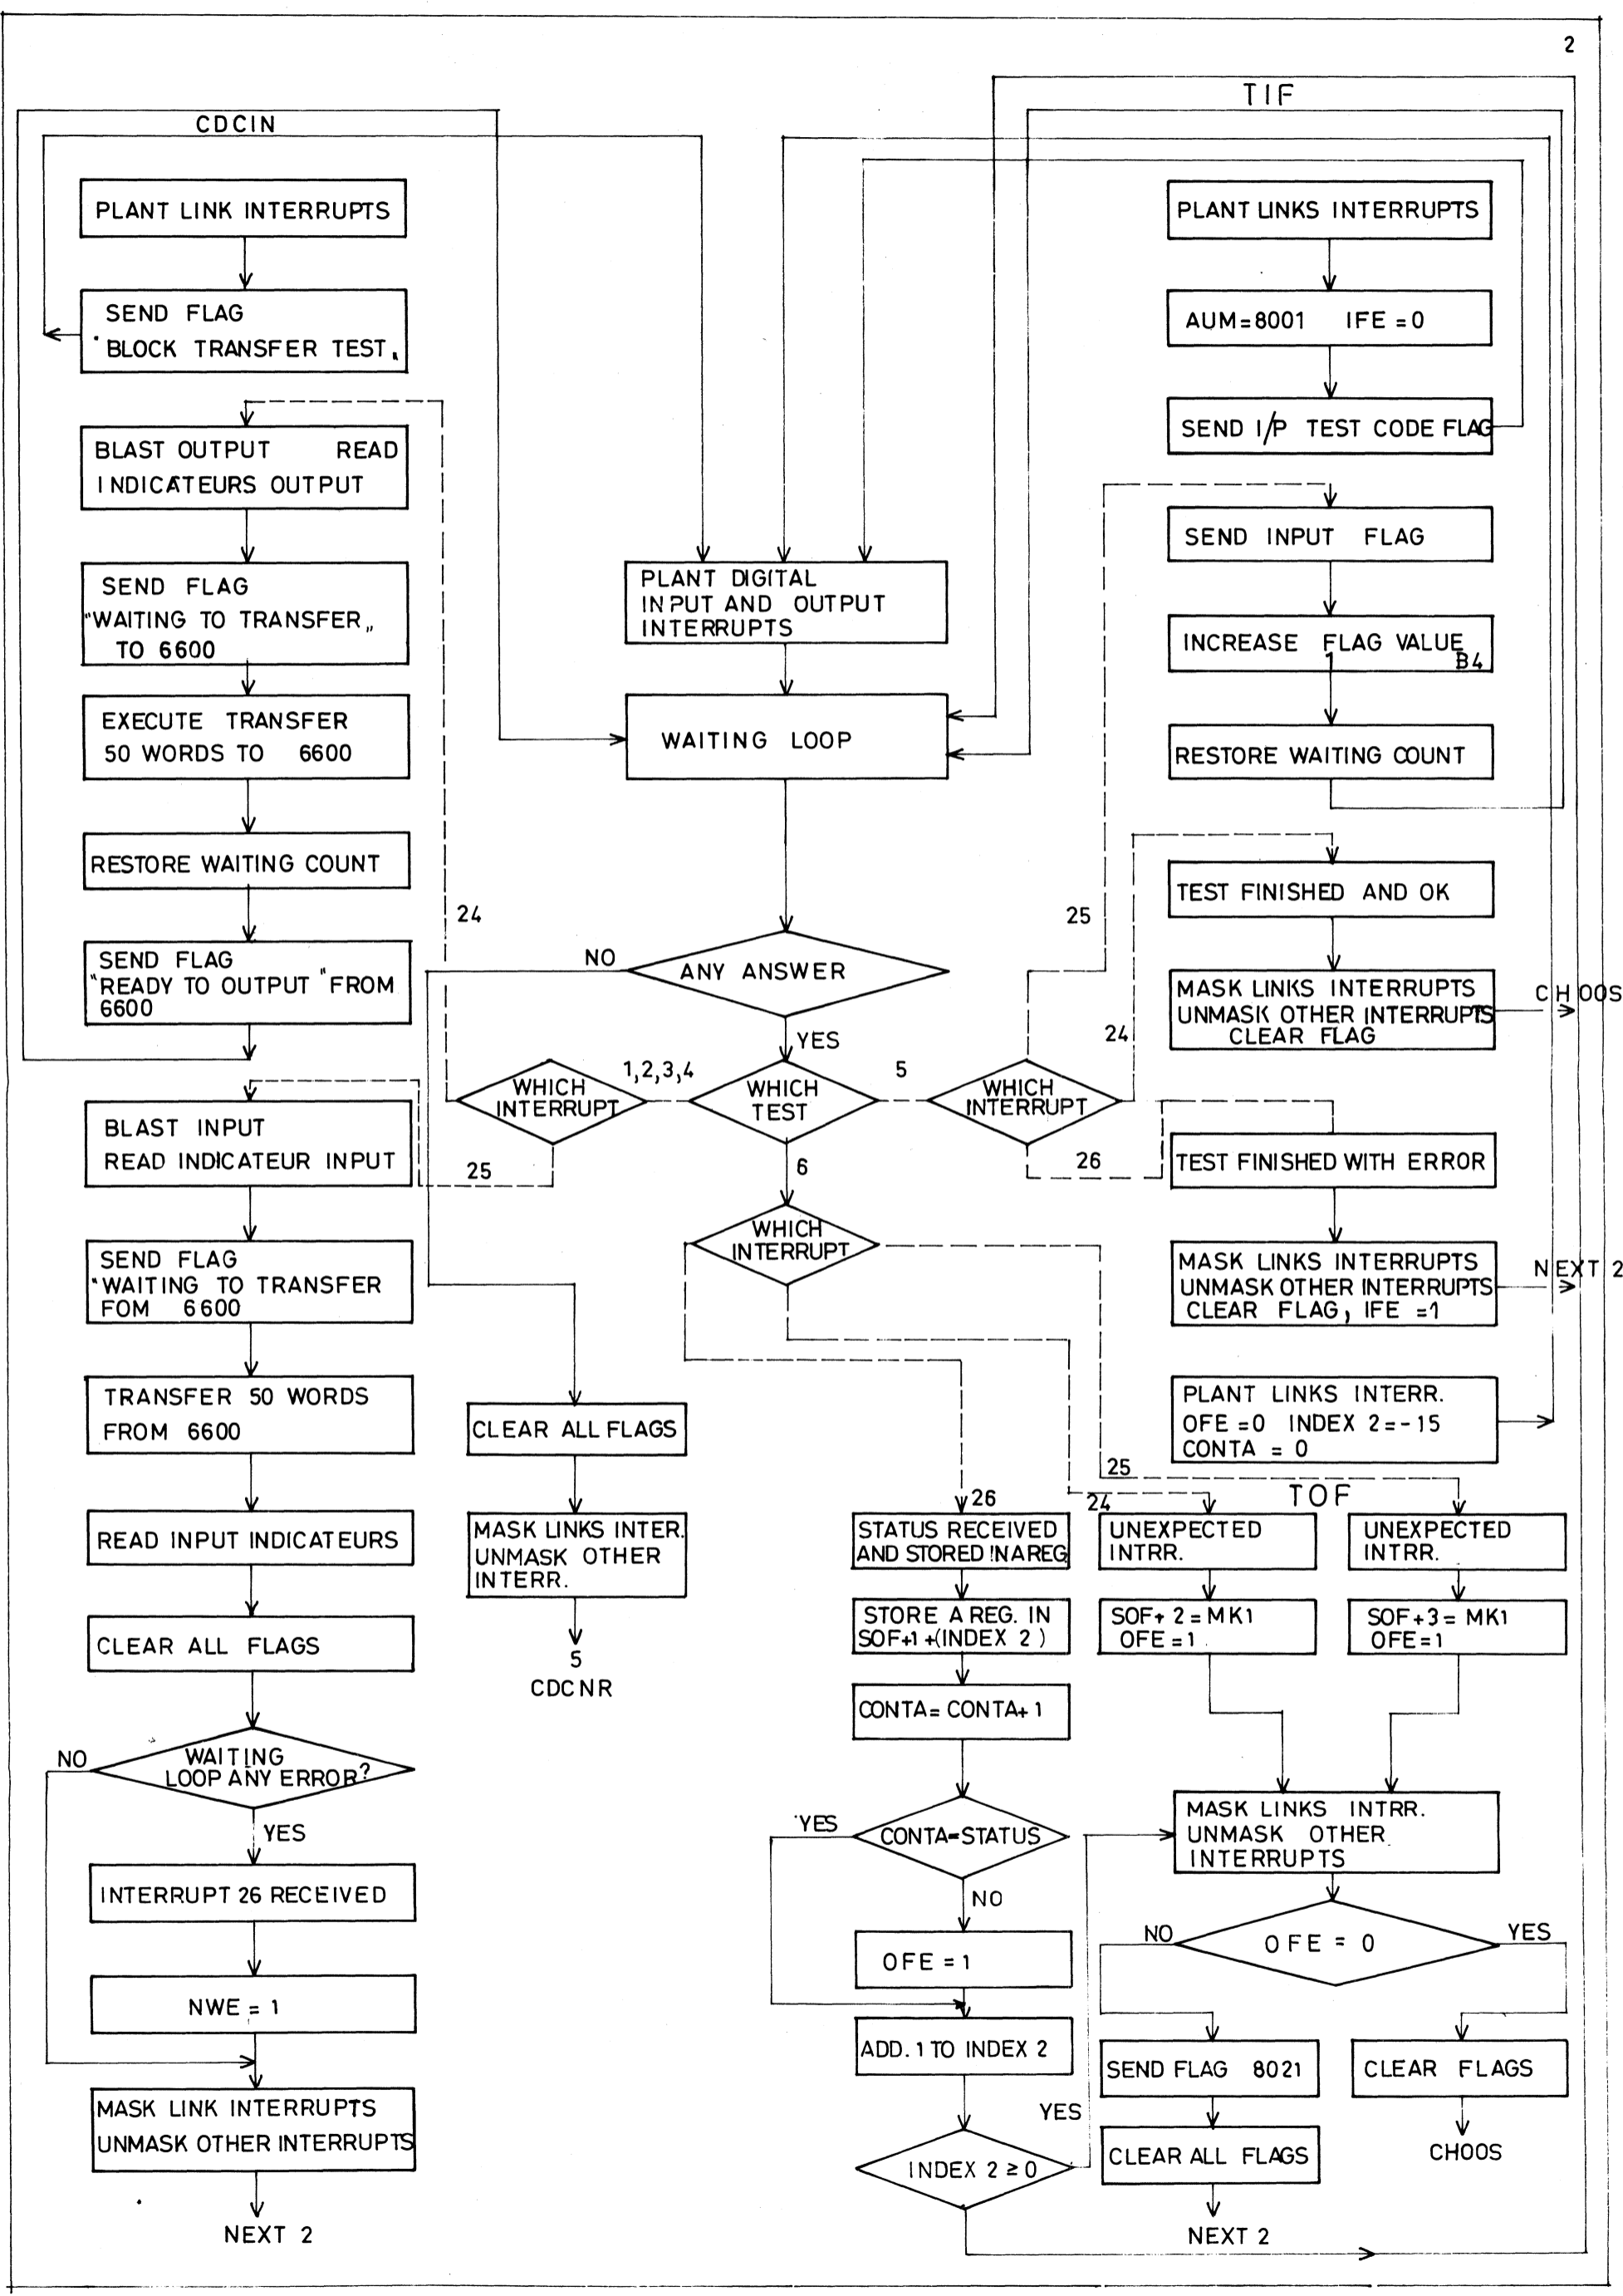 2
CDCIN
PLANT LINK INTERRUPTS
SEND FLAG
"BLOCK TRANSFER TEST"
BLAST OUTPUT READ
INDICATEURS OUTPUT
SEND FLAG
"WAITING TO TRANSFER„
TO 6600
EXECUTE TRANSFER
50 WORDS TO 6600
RESTORE WAITING COUNT
SEND FLAG
"READY TO OUTPUT" FROM
6600
BLAST INPUT
READ INDICATEUR INPUT
SEND FLAG
"WAITING TO TRANSFER
FOM 6600
TRANSFER 50 WORDS
FROM 6600
READ INPUT INDICATEURS
CLEAR ALL FLAGS
WAITING
LOOP ANY ERROR?
NO
YES
INTERRUPT 26 RECEIVED
NWE = 1
MASK LINK INTERRUPTS
UNMASK OTHER INTERRUPTS
NEXT 2
PLANT DIGITAL
INPUT AND OUTPUT
INTERRUPTS
WAITING LOOP
ANY ANSWER
NO
YES
WHICH
TEST
1,2,3,4
5
6
WHICH
INTERRUPT
24
25
WHICH
INTERRUPT
25
24
26
WHICH
INTERRUPT
CLEAR ALL FLAGS
MASK LINKS INTER.
UNMASK OTHER
INTERR.
5
CDCNR
26
STATUS RECEIVED
AND STORED IN A REG
STORE A REG. IN
SOF+1+(INDEX 2)
CONTA = CONTA+1
CONTA=STATUS
YES
NO
OFE = 1
ADD. 1 TO INDEX 2
INDEX 2 ≥ 0
YES
TIF
PLANT LINKS INTERRUPTS
AUM=8001 IFE = 0
SEND I/P TEST CODE FLAG
SEND INPUT FLAG
INCREASE FLAG VALUE
1 B4
RESTORE WAITING COUNT
TEST FINISHED AND OK
MASK LINKS INTERRUPTS
UNMASK OTHER INTERRUPTS
CLEAR FLAG
CHOOS
TEST FINISHED WITH ERROR
MASK LINKS INTERRUPTS
UNMASK OTHER INTERRUPTS
CLEAR FLAG, IFE =1
NEXT 2
PLANT LINKS INTERR.
OFE =0 INDEX 2=-15
CONTA = 0
TOF
24
UNEXPECTED
INTRR.
SOF+ 2 = MK1
OFE = 1
25
UNEXPECTED
INTRR.
SOF+3 = MK1
OFE=1
MASK LINKS INTRR.
UNMASK OTHER
INTERRUPTS
OFE = 0
NO
YES
SEND FLAG 8021
CLEAR ALL FLAGS
NEXT 2
CLEAR FLAGS
CHOOS